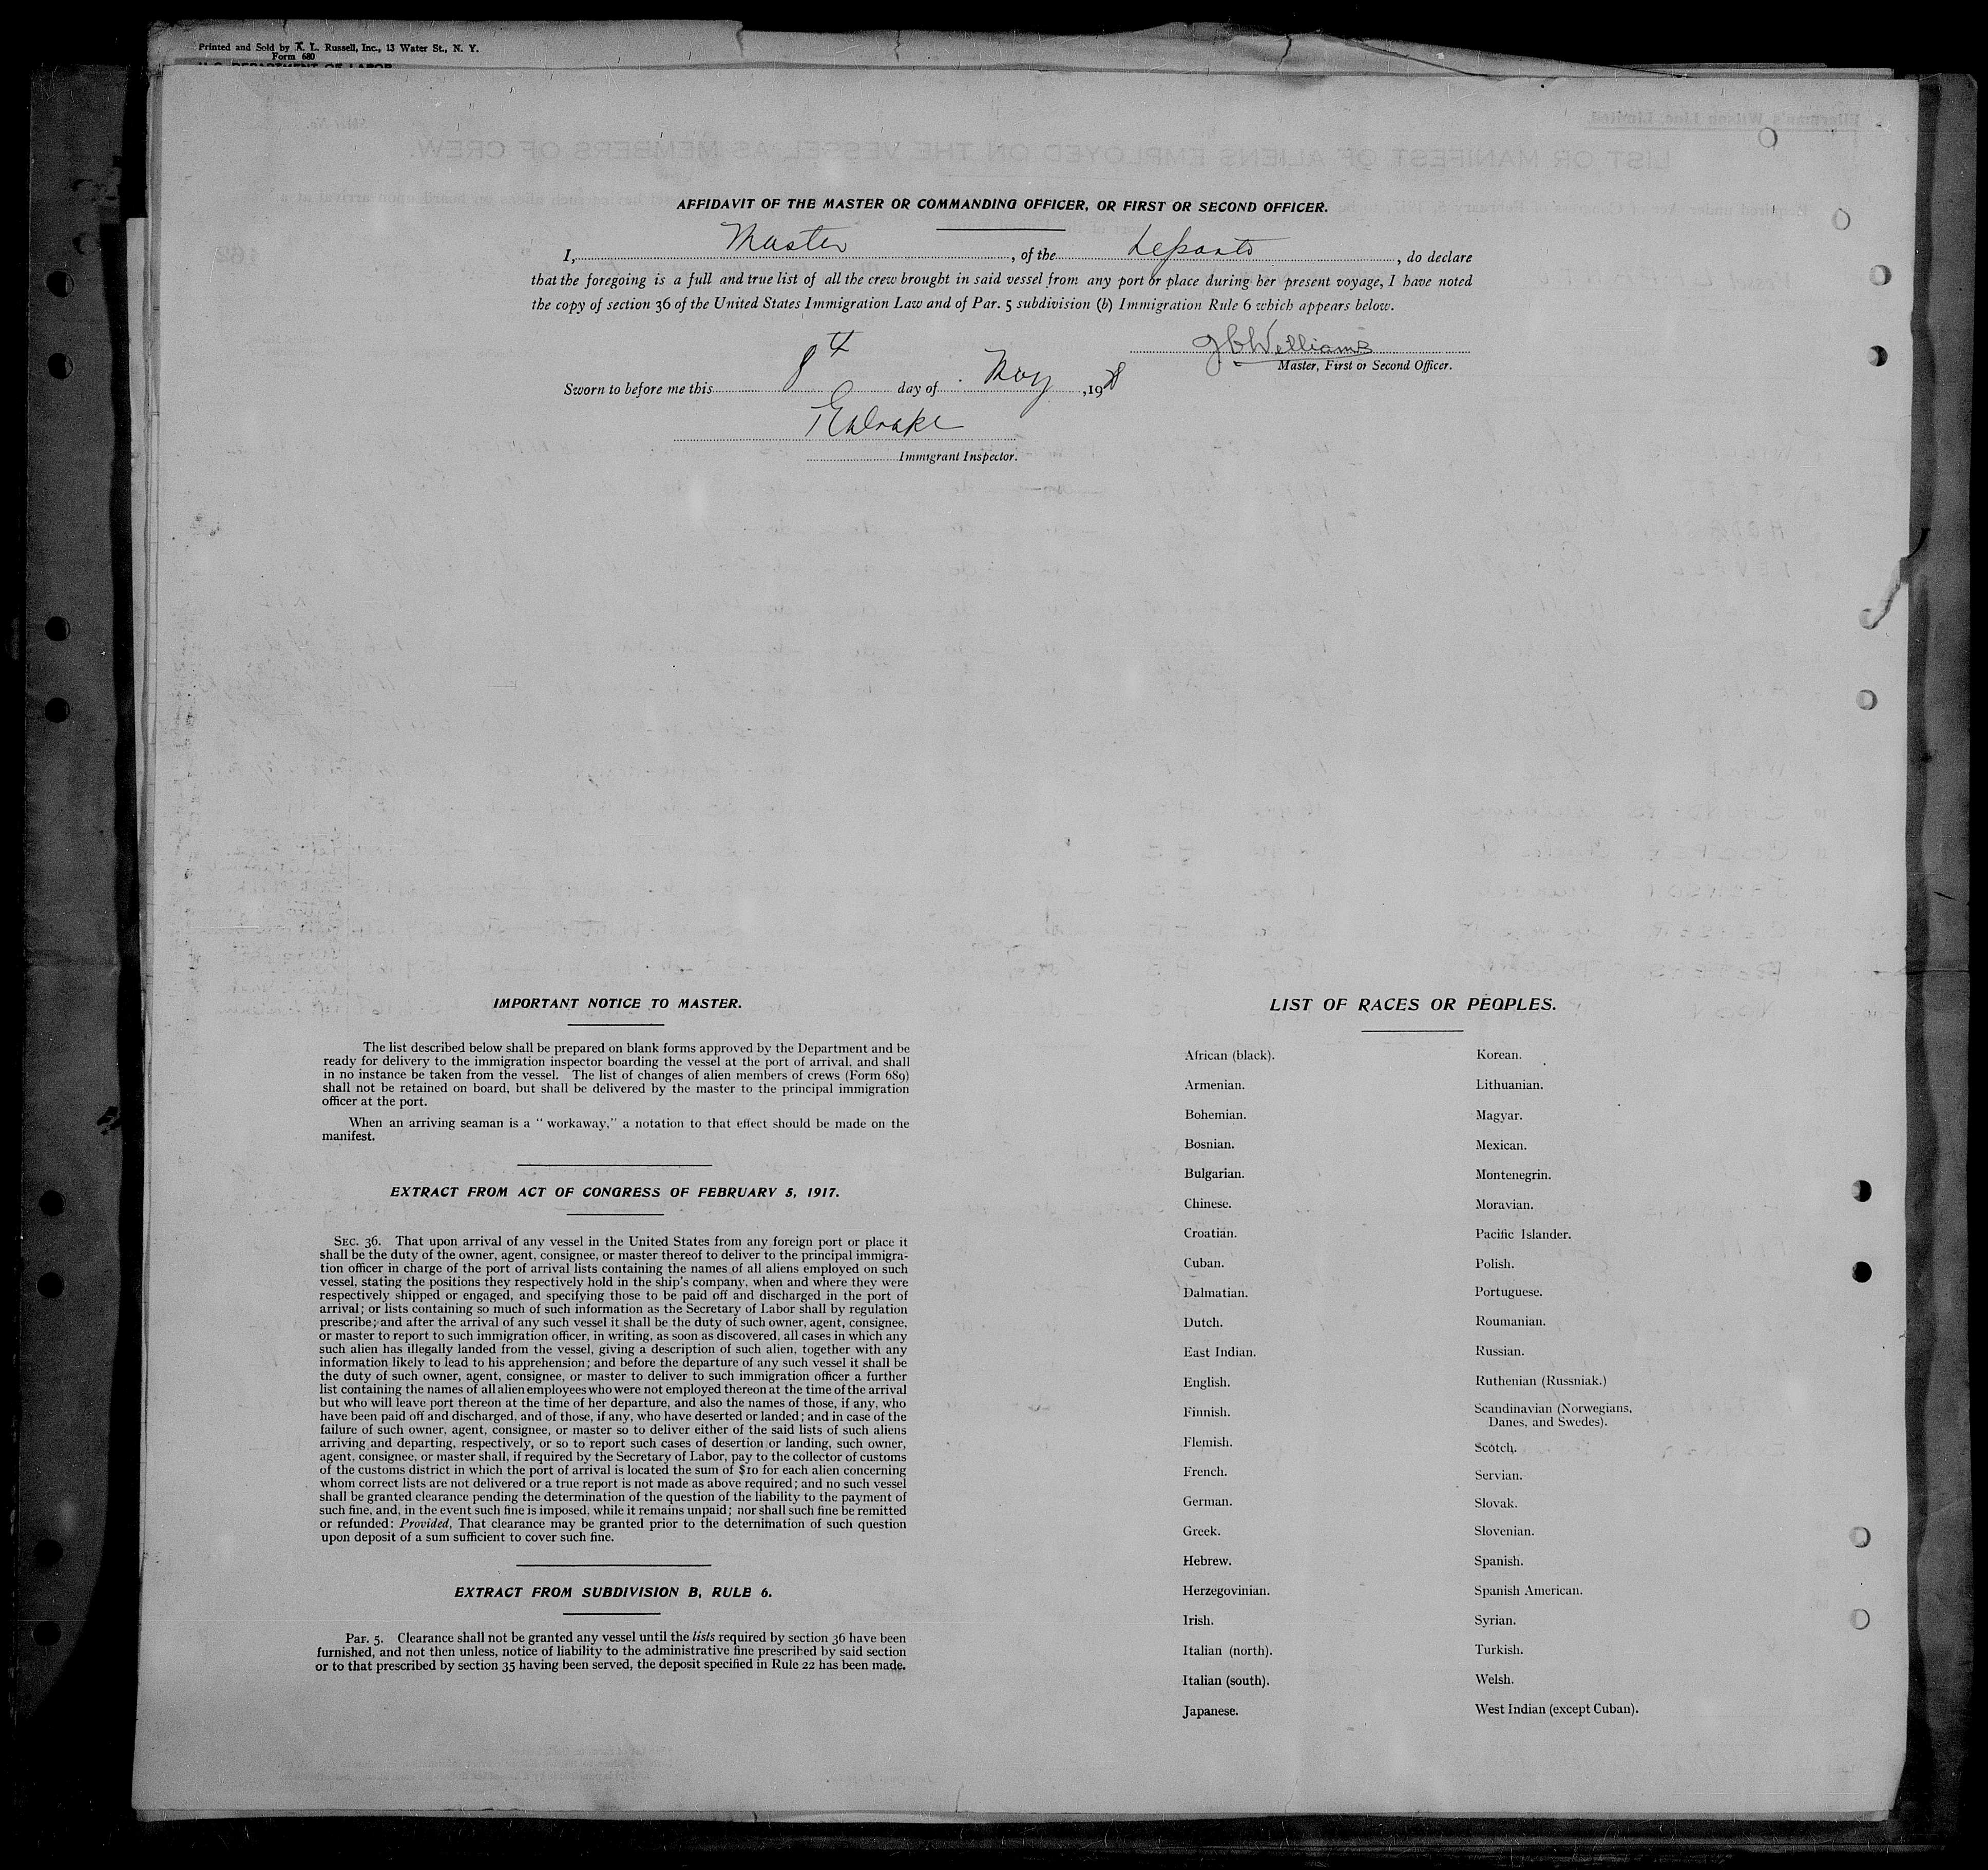 Printed and Sold by A. L. Russell, Inc., 13 Water St., N. Y.
Form 680
U. S. DEPARTMENT OF LABOR
Ellerman's Wilson Line, Limited.
LIST OR MANIFEST OF ALIENS EMPLOYED ON THE VESSEL AS MEMBERS OF CREW.
AFFIDAVIT OF THE MASTER OR COMMANDING OFFICER, OR FIRST OR SECOND OFFICER.
I, Master, of the Lepanto, do declare
that the foregoing is a full and true list of all the crew brought in said vessel from any port or place during her present voyage, I have noted
the copy of section 36 of the United States Immigration Law and of Par. 5 subdivision (b) Immigration Rule 6 which appears below.
Williams
Master, First or Second Officer.
Sworn to before me this 8th day of May, 19
Immigrant Inspector.
IMPORTANT NOTICE TO MASTER.
The list described below shall be prepared on blank forms approved by the Department and be
ready for delivery to the immigration inspector boarding the vessel at the port of arrival, and shall
in no instance be taken from the vessel. The list of changes of alien members of crews (Form 689)
shall not be retained on board, but shall be delivered by the master to the principal immigration
officer at the port.
When an arriving seaman is a "workaway," a notation to that effect should be made on the
manifest.
EXTRACT FROM ACT OF CONGRESS OF FEBRUARY 5, 1917.
SEC. 36. That upon arrival of any vessel in the United States from any foreign port or place it
shall be the duty of the owner, agent, consignee, or master thereof to deliver to the principal immigra-
tion officer in charge of the port of arrival lists containing the names of all aliens employed on such
vessel, stating the positions they respectively hold in the ship's company, when and where they were
respectively shipped or engaged, and specifying those to be paid off and discharged in the port of
arrival; or lists containing so much of such information as the Secretary of Labor shall by regulation
prescribe; and after the arrival of any such vessel it shall be the duty of such owner, agent, consignee,
or master to report to such immigration officer, in writing, as soon as discovered, all cases in which any
such alien has illegally landed from the vessel, giving a description of such alien, together with any
information likely to lead to his apprehension; and before the departure of any such vessel it shall be
the duty of such owner, agent, consignee, or master to deliver to such immigration officer a further
list containing the names of all alien employees who were not employed thereon at the time of the arrival
but who will leave port thereon at the time of her departure, and also the names of those, if any, who
have been paid off and discharged, and of those, if any, who have deserted or landed; and in case of the
failure of such owner, agent, consignee, or master so to deliver either of the said lists of such aliens
arriving and departing, respectively, or so to report such cases of desertion or landing, such owner,
agent, consignee, or master shall, if required by the Secretary of Labor, pay to the collector of customs
of the customs district in which the port of arrival is located the sum of $10 for each alien concerning
whom correct lists are not delivered or a true report is not made as above required; and no such vessel
shall be granted clearance pending the determination of the question of the liability to the payment of
such fine, and, in the event such fine is imposed, while it remains unpaid; nor shall such fine be remitted
or refunded: Provided, That clearance may be granted prior to the deternimation of such question
upon deposit of a sum sufficient to cover such fine.
EXTRACT FROM SUBDIVISION B, RULE 6.
Par. 5. Clearance shall not be granted any vessel until the lists required by section 36 have been
furnished, and not then unless, notice of liability to the administrative fine prescribed by said section
or to that prescribed by section 35 having been served, the deposit specified in Rule 22 has been made.
LIST OF RACES OR PEOPLES.
African (black).
Armenian.
Bohemian.
Bosnian.
Bulgarian.
Chinese.
Croatian.
Cuban.
Dalmatian.
Dutch.
East Indian.
English.
Finnish.
Flemish.
French.
German.
Greek.
Hebrew.
Herzegovinian.
Irish.
Italian (north).
Italian (south).
Japanese.
Korean.
Lithuanian.
Magyar.
Mexican.
Montenegrin.
Moravian.
Pacific Islander.
Polish.
Portuguese.
Roumanian.
Russian.
Ruthenian (Russniak.)
Scandinavian (Norwegians,
Danes, and Swedes).
Scotch.
Servian.
Slovak.
Slovenian.
Spanish.
Spanish American.
Syrian.
Turkish.
Welsh.
West Indian (except Cuban).